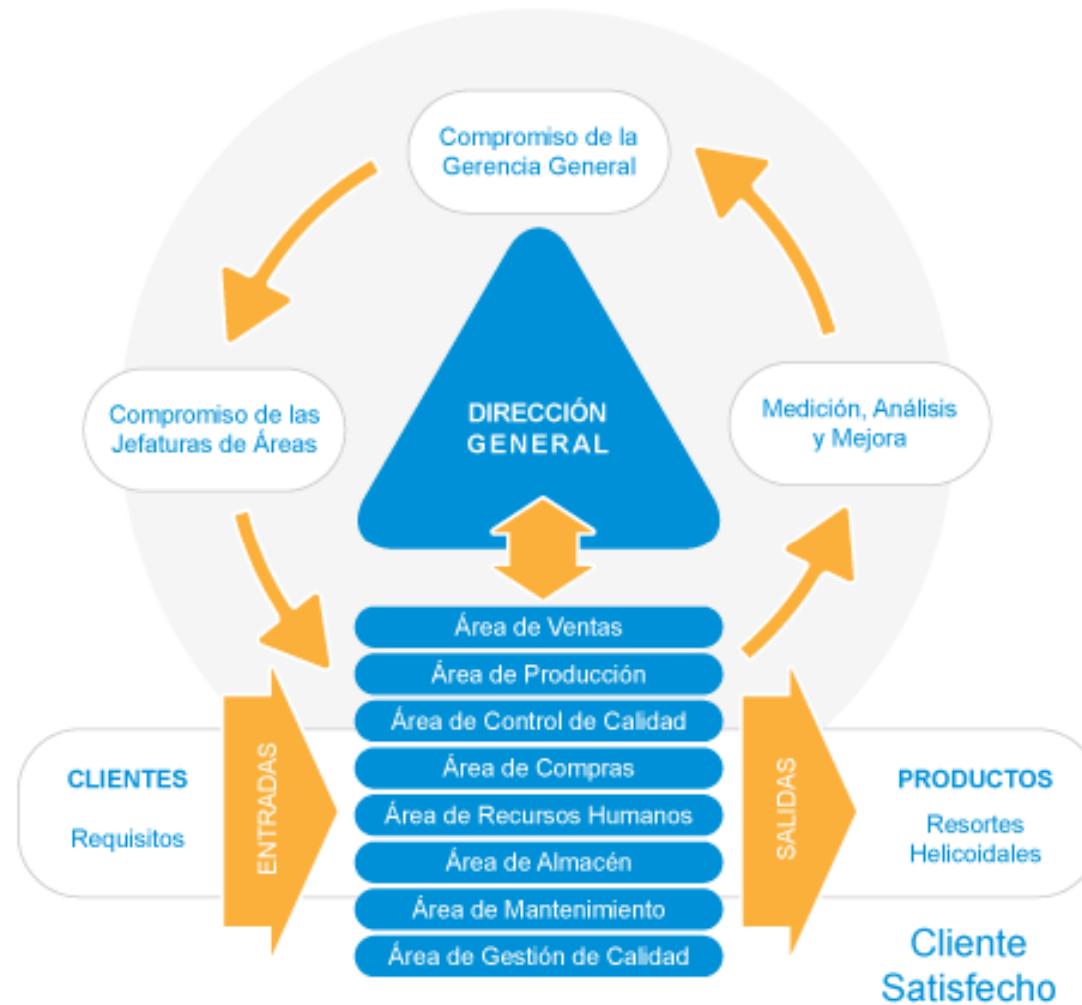 Compromiso de la
Gerencia General
Compromiso de las
Jefaturas de Áreas
DIRECCIÓN
GENERAL
Medición, Análisis
y Mejora
Área de Ventas
Área de Producción
Área de Control de Calidad
Área de Compras
Área de Recursos Humanos
Área de Almacén
Área de Mantenimiento
Área de Gestión de Calidad
CLIENTES
Requisitos
ENTRADAS
SALIDAS
PRODUCTOS
Resortes
Helicoidales
Cliente
Satisfecho